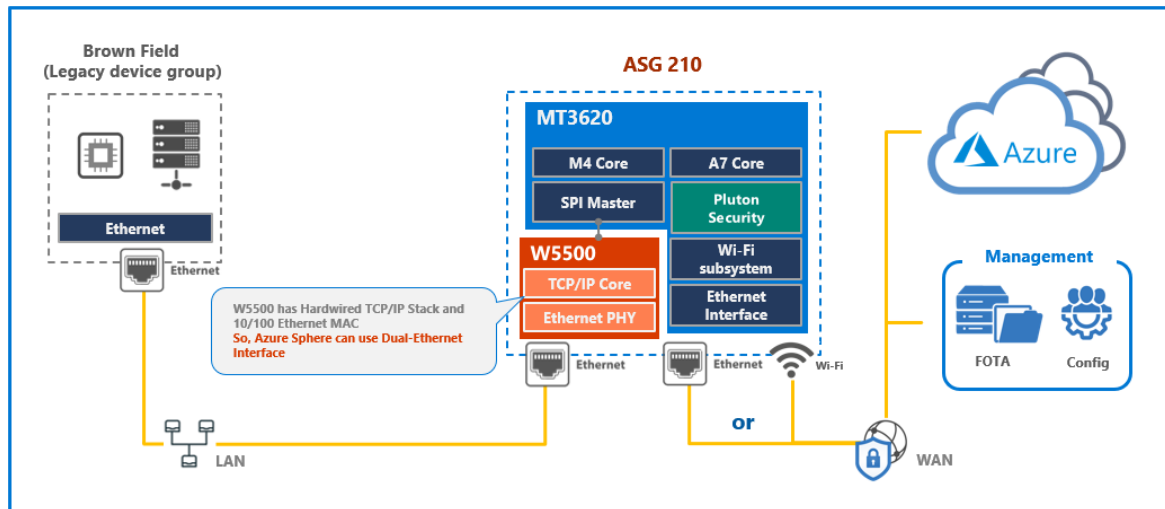 Brown Field
(Legacy device group)
Ethernet
Ethernet
W5500 has Hardwired TCP/IP Stack and
10/100 Ethernet MAC
So, Azure Sphere can use Dual-Ethernet
Interface
LAN
ASG 210
MT3620
M4 Core
A7 Core
SPI Master
Pluton
Security
W5500
TCP/IP Core
Ethernet PHY
Wi-Fi
subsystem
Ethernet
Interface
Ethernet
Ethernet
Wi-Fi
or
WAN
Azure
Management
FOTA
Config